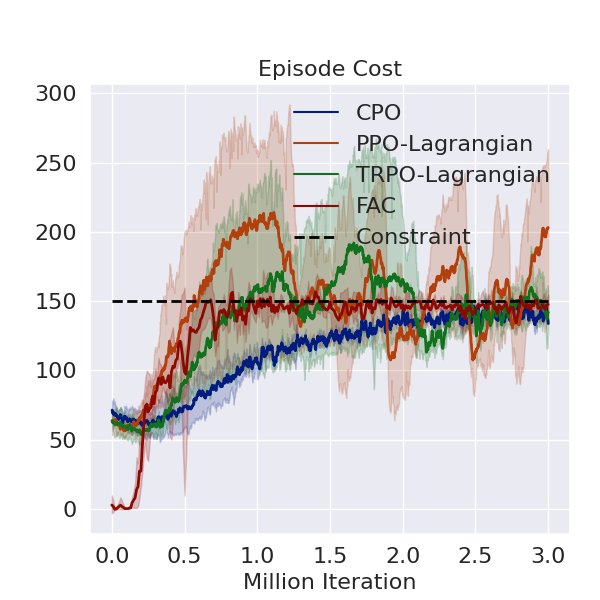 Episode Cost
300
250
200
150
100
50
0
CPO
PPO-Lagrangian
TRPO-Lagrangian
FAC
Constraint
0.0 0.5 1.0 1.5 2.0 2.5 3.0
Million Iteration